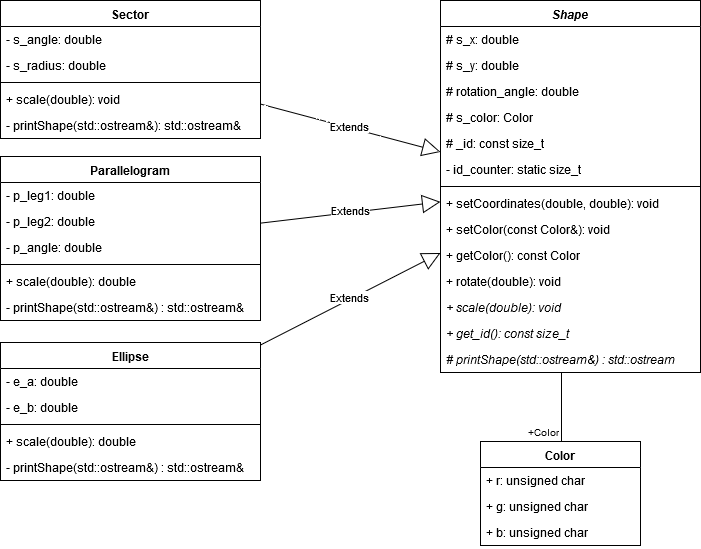 Sector
- s_angle: double
- s_radius: double
+ scale(double): void
- printShape(std::ostream&): std::ostream&
Parallelogram
- p_leg1: double
- p_leg2: double
- p_angle: double
+ scale(double): double
- printShape(std::ostream&) : std::ostream&
Ellipse
- e_a: double
- e_b: double
+ scale(double): double
- printShape(std::ostream&) : std::ostream&
Extends
Extends
Extends
Shape
# s_x: double
# s_y: double
# rotation_angle: double
# s_color: Color
# _id: const size_t
- id_counter: static size_t
+ setCoordinates(double, double): void
+ setColor(const Color&): void
+ getColor(): const Color
+ rotate(double): void
+ scale(double): void
+ get_id(): const size_t
# printShape(std::ostream&) : std::ostream
+Color
Color
+ r: unsigned char
+ g: unsigned char
+ b: unsigned char